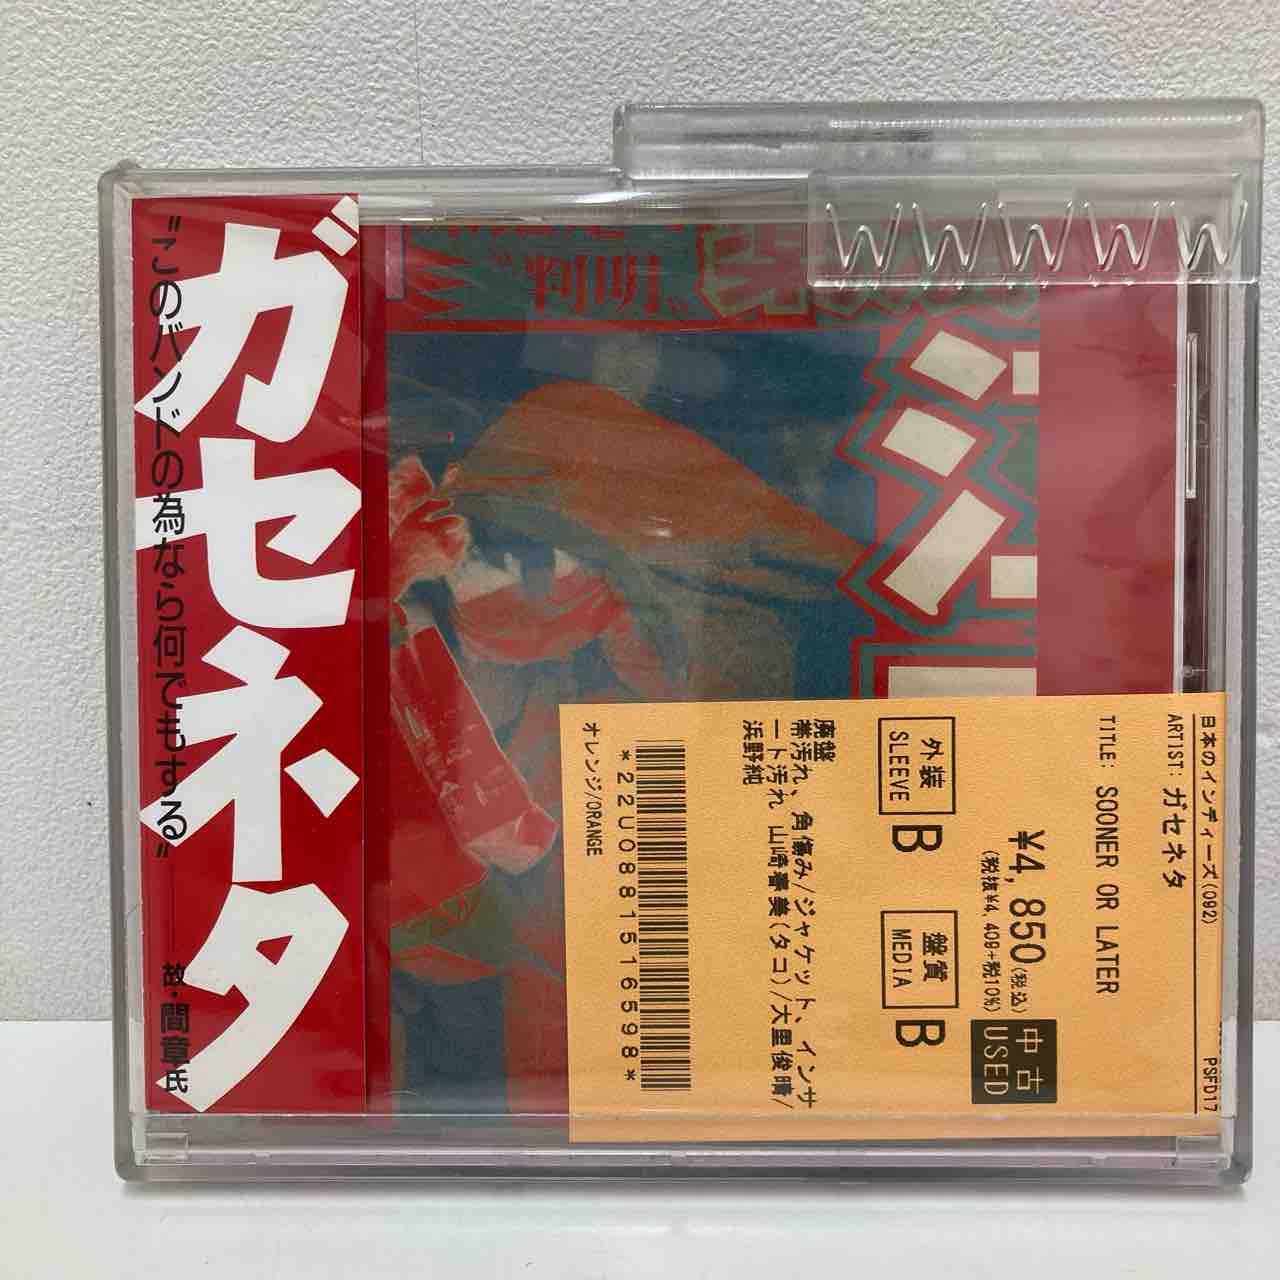 ガセネタ
〝このバンドの為なら何でもする〟
故・間章氏
〝判明〟
日本のインディーズ(092)
ARTIST: ガセネタ
PSFD17
TITLE: SOONER OR LATER
¥4,850(税込)
(税抜¥4,409+税10%)
中古
USED
外装
SLEEVE
B
盤質
MEDIA
B
廃盤
帯汚れ、角傷み/ジャケット、インサ
ート汚れ 山崎春美(タコ)/大里俊晴/
浜野純
*22U0881516598*
オレンジ/ORANGE